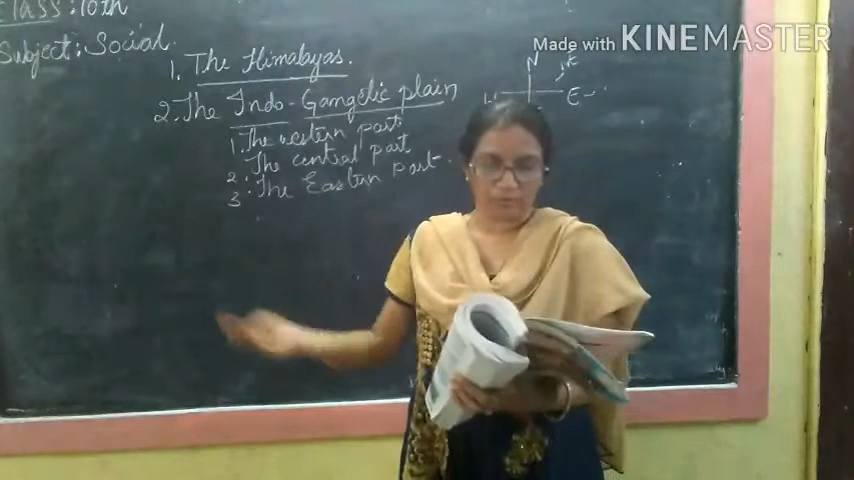 Class: 10th
Subject: Social
1. The Himalayas.
2. The Indo-Gangetic plain
1. The western part
2. The central part
3. The Eastern part
N
E
Made with KINEMASTER